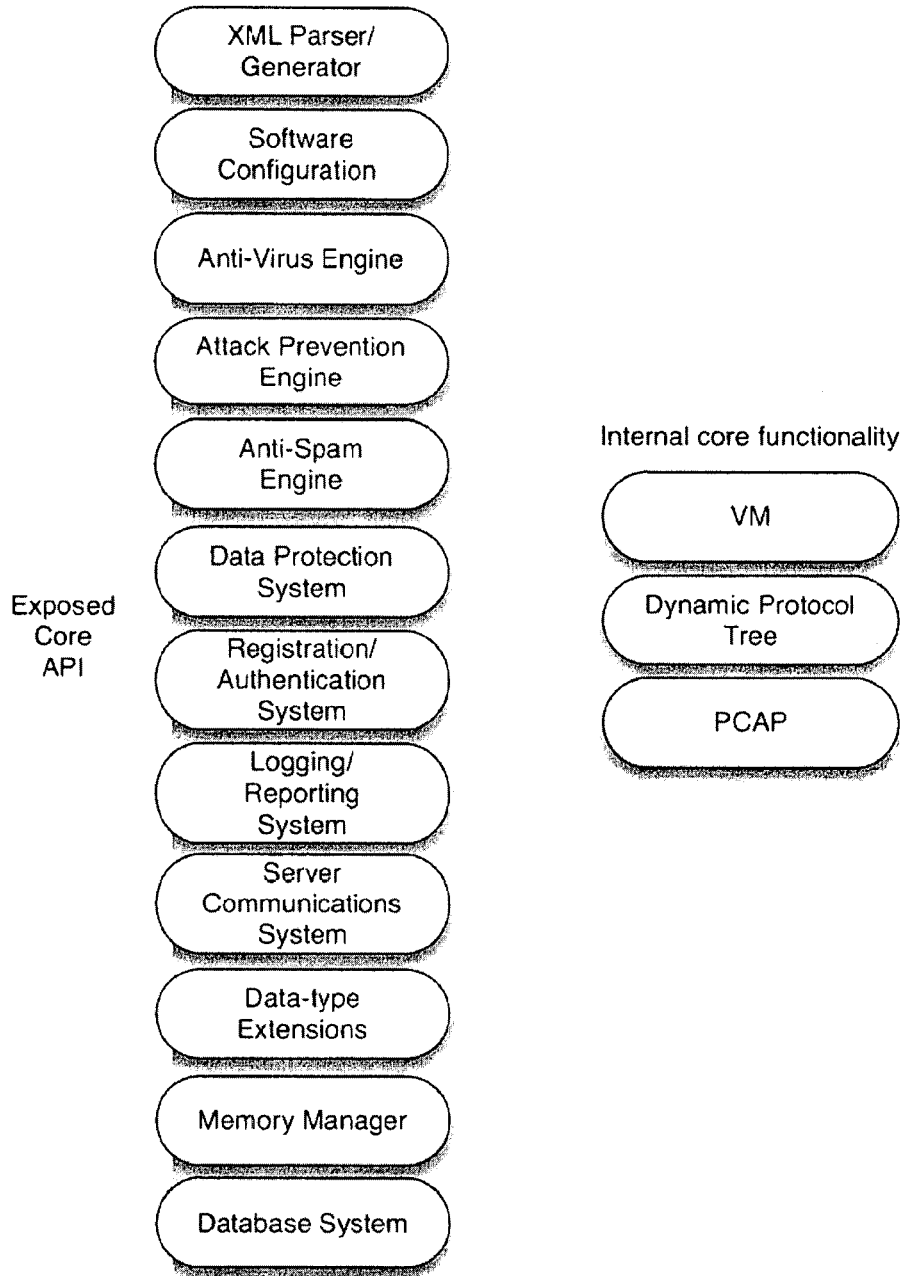 Exposed
Core
API
XML Parser/
Generator
Software
Configuration
Anti-Virus Engine
Attack Prevention
Engine
Anti-Spam
Engine
Data Protection
System
Registration/
Authentication
System
Logging/
Reporting
System
Server
Communications
System
Data-type
Extensions
Memory Manager
Database System
Internal core functionality
VM
Dynamic Protocol
Tree
PCAP